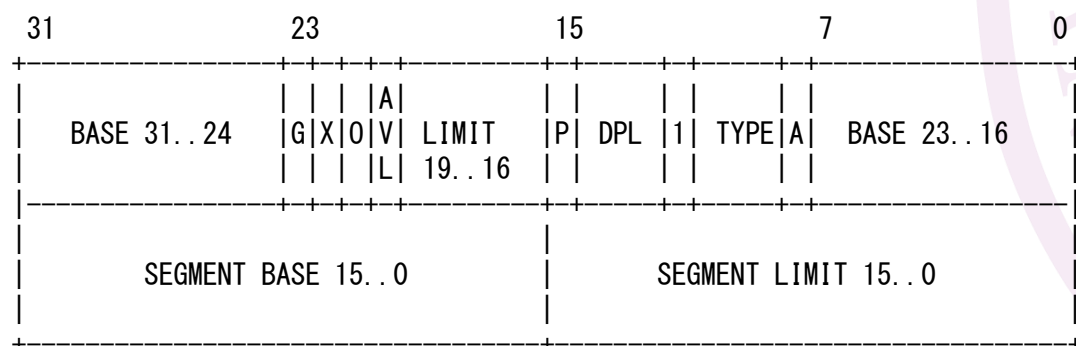 31 23 15 7 0
A
BASE 31..24 G X O V LIMIT P DPL 1 TYPE A BASE 23..16
L 19..16
SEGMENT BASE 15..0 SEGMENT LIMIT 15..0